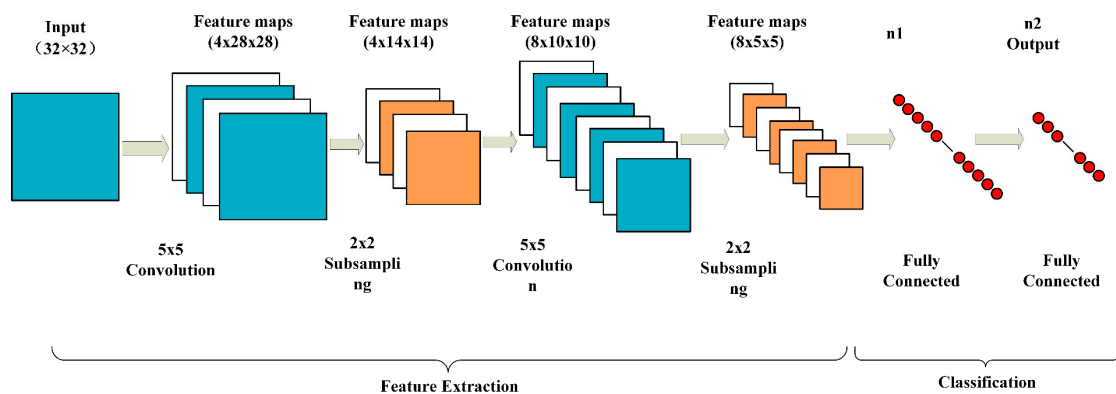 Input
（32×32）
Feature maps
(4x28x28)
Feature maps
(4x14x14)
Feature maps
(8x10x10)
Feature maps
(8x5x5)
n1
n2
Output
5x5
Convolution
2x2
Subsampli
ng
5x5
Convolutio
n
2x2
Subsampli
ng
Fully
Connected
Fully
Connected
Feature Extraction
Classification